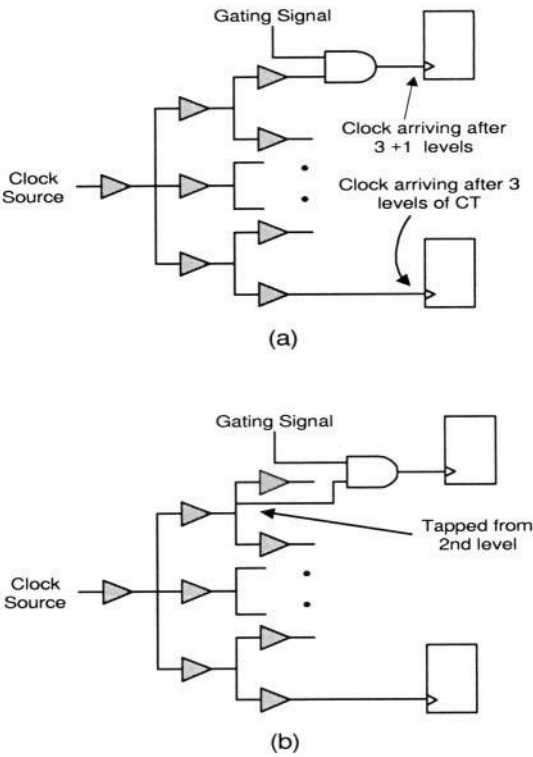 Gating Signal
Clock arriving after
3 +1 levels
Clock
Source
Clock arriving after 3
levels of CT
(a)
Gating Signal
Tapped from
2nd level
Clock
Source
(b)